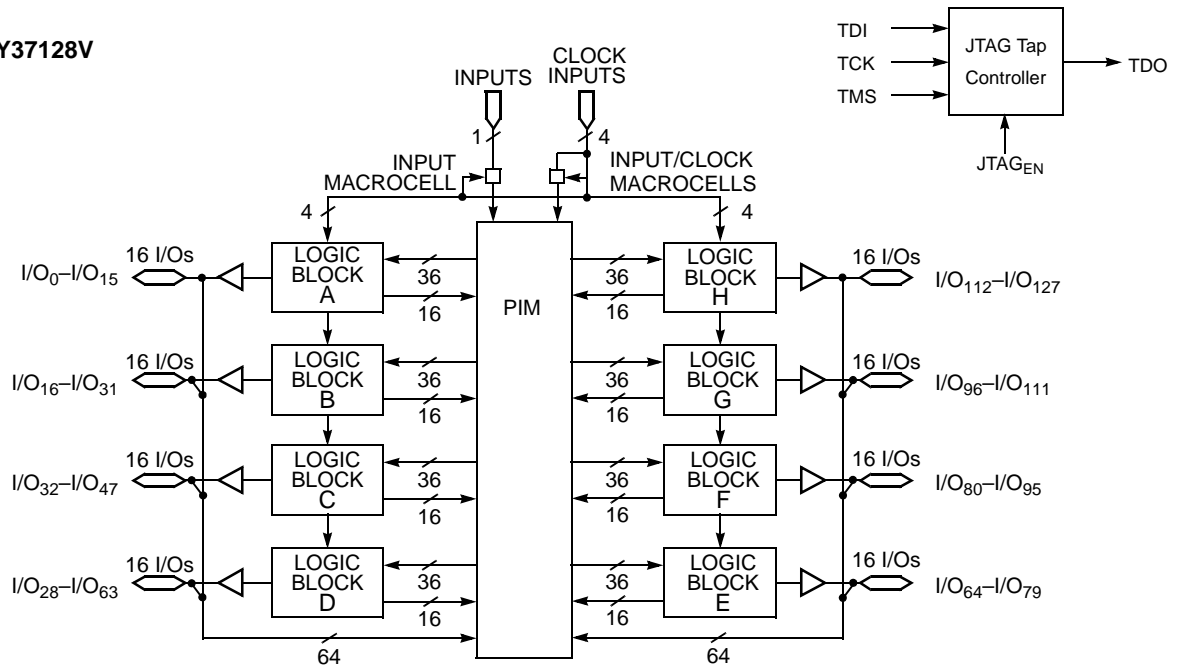 Y37128V
TDI
TCK
TMS
JTAG Tap
Controller
TDO
JTAG_EN
INPUTS
CLOCK
INPUTS
1
4
INPUT
MACROCELL
INPUT/CLOCK
MACROCELLS
4
4
I/O0–I/O15
16 I/Os
LOGIC
BLOCK
A
36
16
PIM
36
16
LOGIC
BLOCK
H
16 I/Os
I/O112–I/O127
I/O16–I/O31
16 I/Os
LOGIC
BLOCK
B
36
16
36
16
LOGIC
BLOCK
G
16 I/Os
I/O96–I/O111
I/O32–I/O47
16 I/Os
LOGIC
BLOCK
C
36
16
36
16
LOGIC
BLOCK
F
16 I/Os
I/O80–I/O95
I/O28–I/O63
16 I/Os
LOGIC
BLOCK
D
36
16
36
16
LOGIC
BLOCK
E
16 I/Os
I/O64–I/O79
64
64